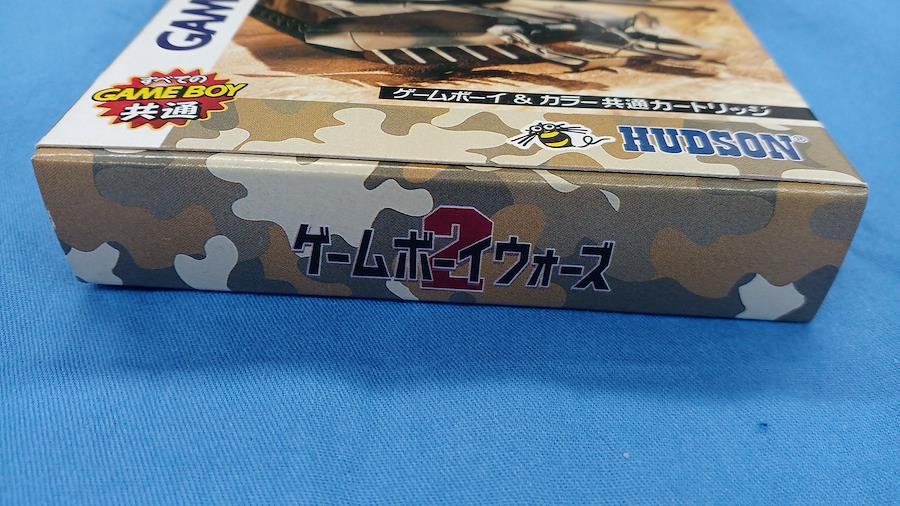 GAM
すべての
GAME BOY
共通
ゲームボーイ & カラー共通カートリッジ
HUDSON®
ゲームボーイウォーズ2